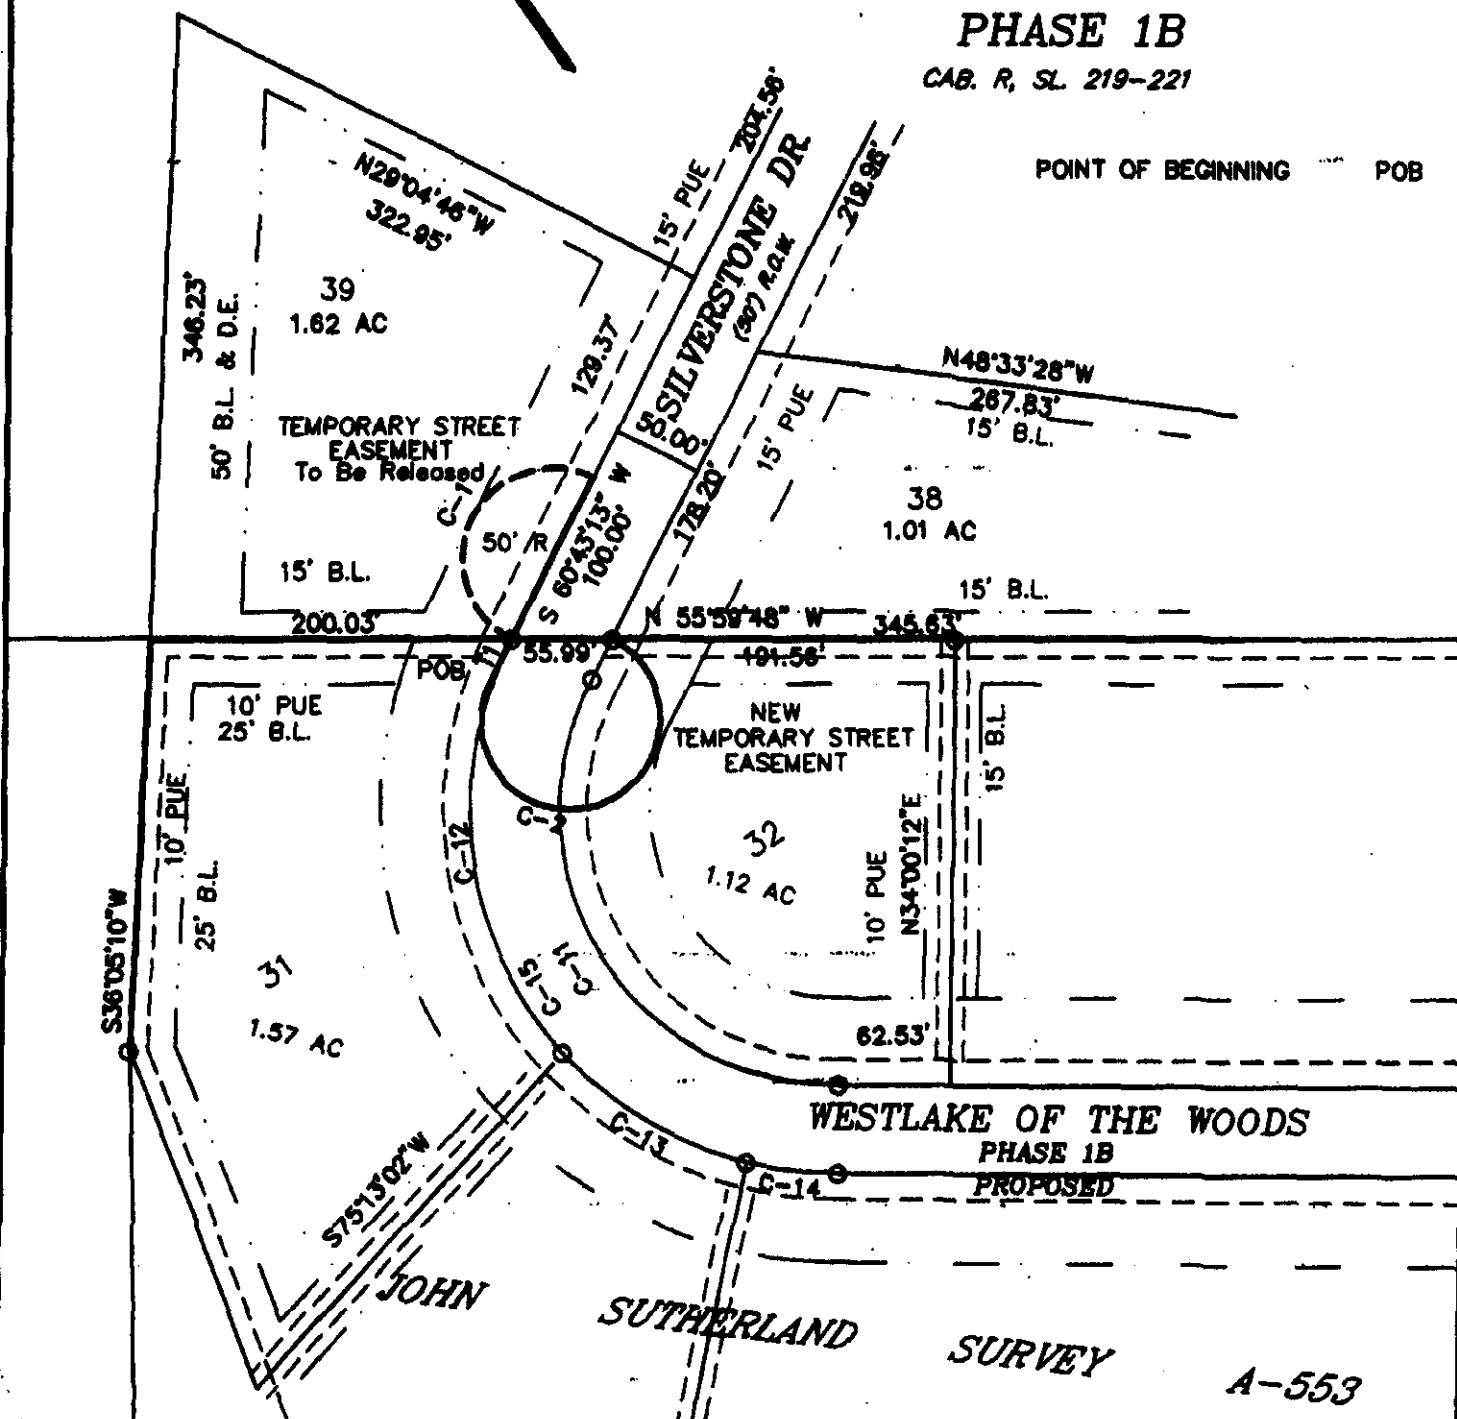 PHASE 1B
CAB. R, SL. 219-221
POINT OF BEGINNING POB
204.56'
15' PUE
SILVERSTONE DR.
(50') R.O.W.
219.96'
N29°04'46"W
322.95'
39
1.62 AC
346.23'
50' B.L. & D.E.
129.37'
N48°33'28"W
267.83'
15' B.L.
15' PUE
TEMPORARY STREET
EASEMENT
To Be Released
50.00'
C-1
50' R
S 60°43'13" W
100.00'
178.20'
38
1.01 AC
15' B.L.
15' B.L.
200.03'
N 55°59'48" W
345.63'
POB
T1
55.99'
191.56'
10' PUE
25' B.L.
NEW
TEMPORARY STREET
EASEMENT
15' B.L.
10' PUE
25' B.L.
C-2
C-12
32
1.12 AC
10' PUE
N34°00'12"E
S36°05'10"W
31
1.57 AC
C-15
C-11
62.53'
WESTLAKE OF THE WOODS
PHASE 1B
PROPOSED
C-13
C-14
S75°13'02"W
JOHN SUTHERLAND SURVEY A-553